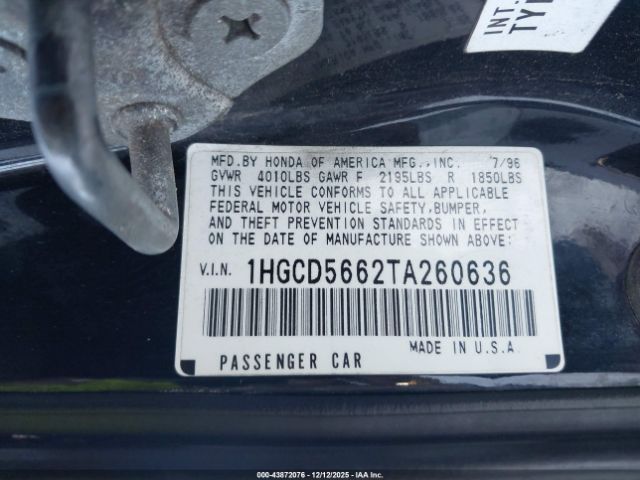 INT.
TY
MFD.BY HONDA OF AMERICA MFG.,INC. 7/96
GVWR 4010LBS GAWR F 2195LBS R 1850LBS
THIS VEHICLE CONFORMS TO ALL APPLICABLE
FEDERAL MOTOR VEHICLE SAFETY,BUMPER,
AND THEFT PREVENTION STANDARDS IN EFFECT
ON THE DATE OF MANUFACTURE SHOWN ABOVE:
V.I.N. 1HGCD5662TA260636
PASSENGER CAR MADE IN U.S.A.
© IAA - 43872076 - 12/12/2025 - IAAI.COM